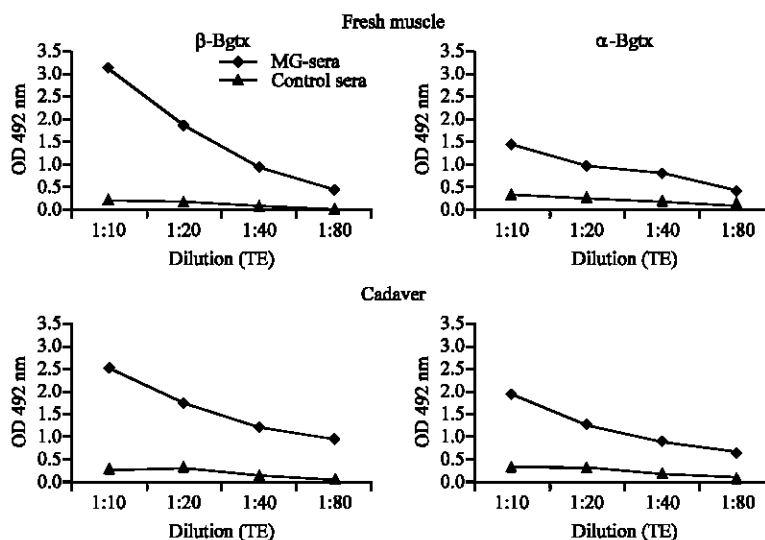 Fresh muscle
β-Bgtx
MG-sera
Control sera
OD 492 nm
3.5
3.0
2.5
2.0
1.5
1.0
0.5
0.0
1:10 1:20 1:40 1:80
Dilution (TE)
α-Bgtx
OD 492 nm
3.5
3.0
2.5
2.0
1.5
1.0
0.5
0.0
1:10 1:20 1:40 1:80
Dilution (TE)
Cadaver
OD 492 nm
3.5
3.0
2.5
2.0
1.5
1.0
0.5
0.0
1:10 1:20 1:40 1:80
Dilution (TE)
OD 492 nm
3.5
3.0
2.5
2.0
1.5
1.0
0.5
0.0
1:10 1:20 1:40 1:80
Dilution (TE)